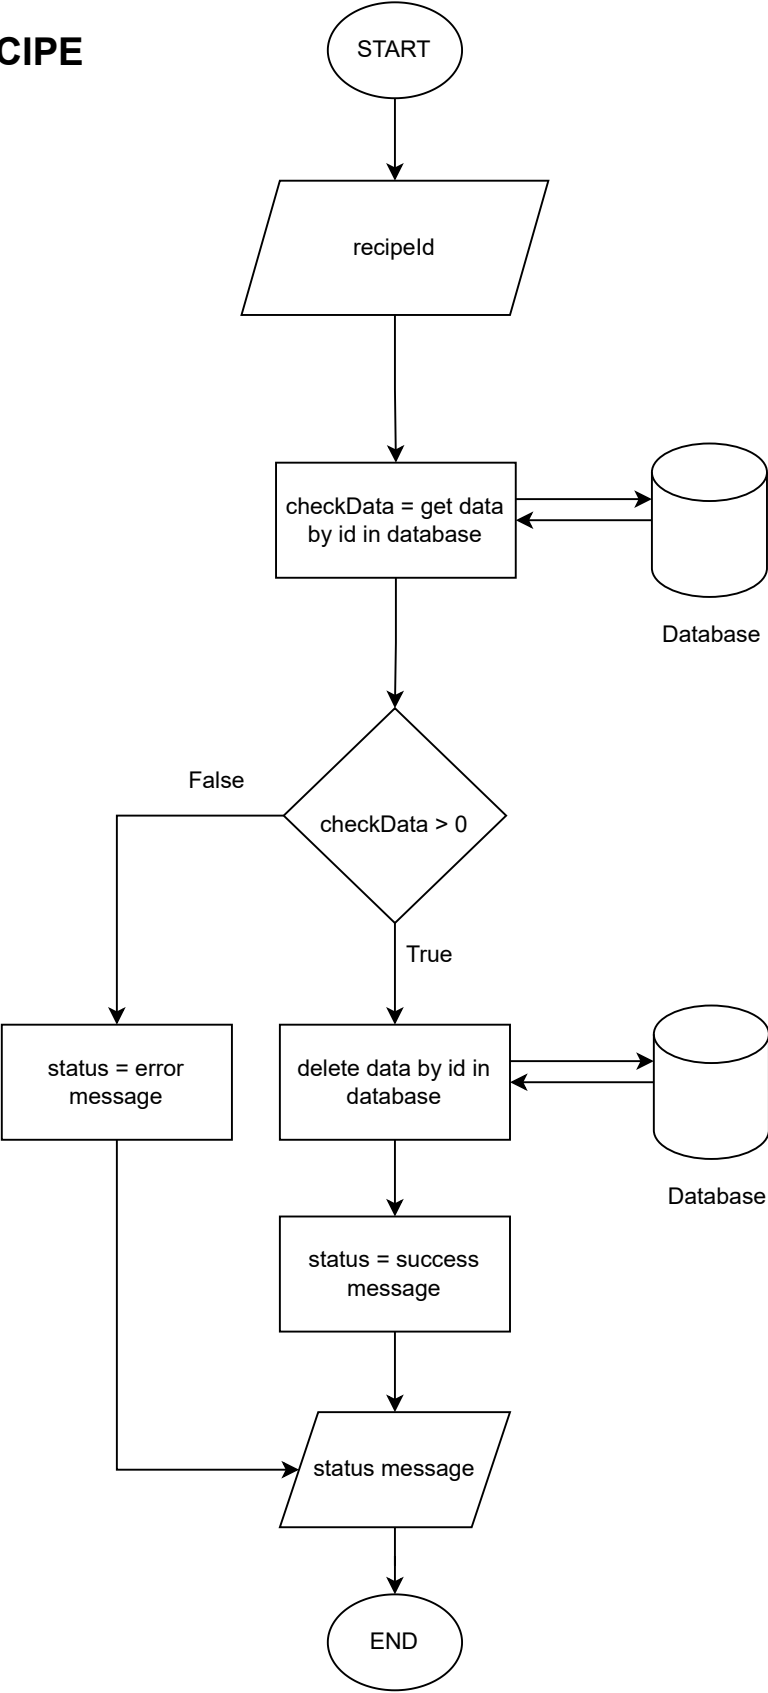 CIPE
START
recipeId
checkData = get data
by id in database
Database
False
checkData > 0
True
status = error
message
delete data by id in
database
Database
status = success
message
status message
END